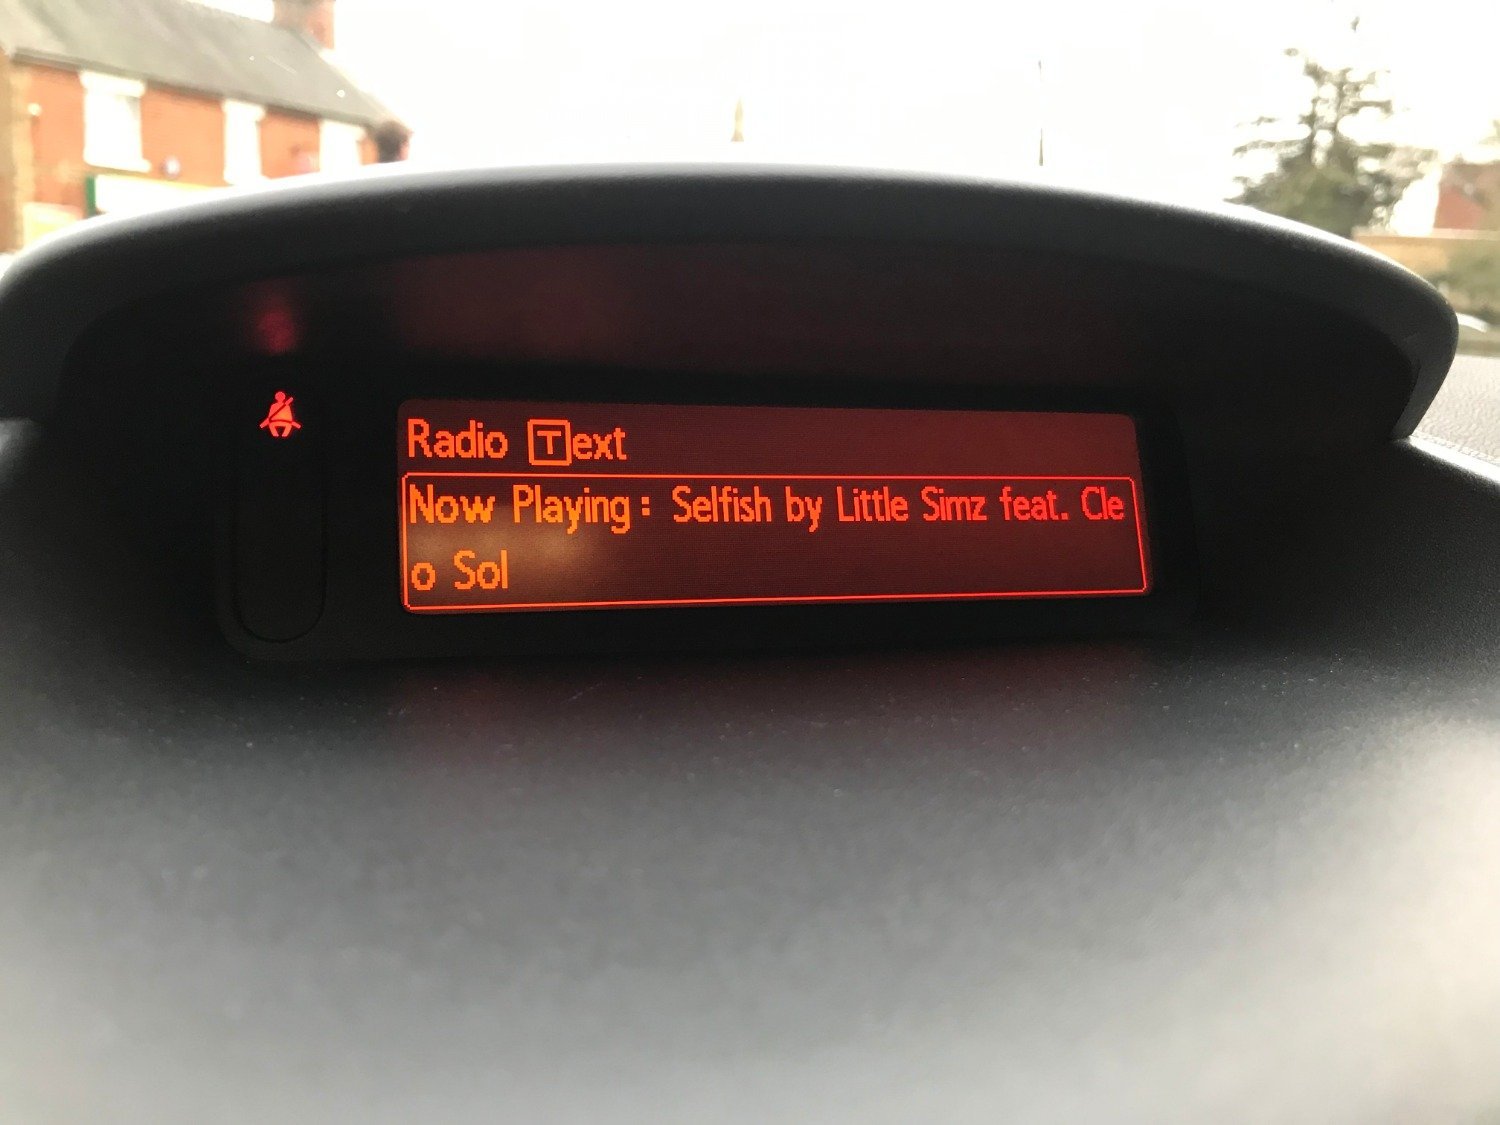 Radio Text
Now Playing: Selfish by Little Simz feat. Cle
o Sol